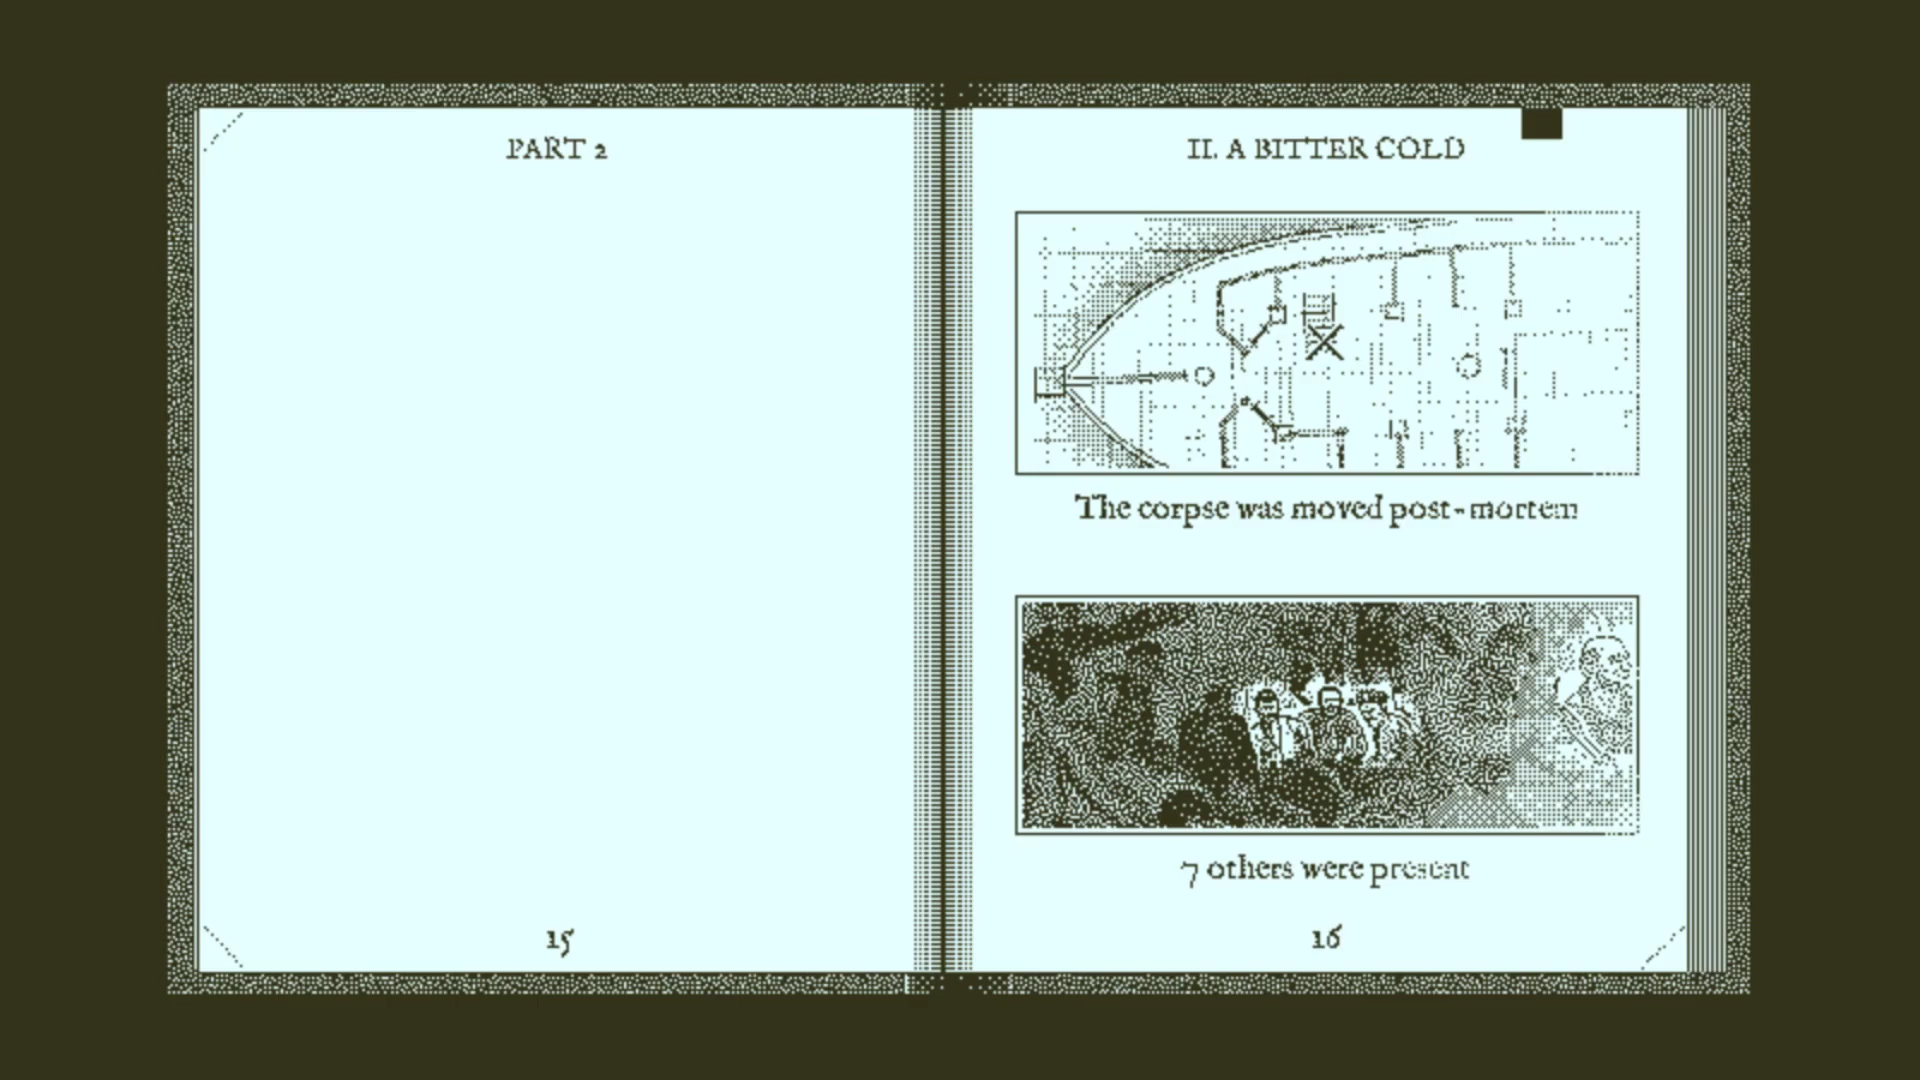 PART 2
15
II. A BITTER COLD
The corpse was moved post-mortem
7 others were present
16